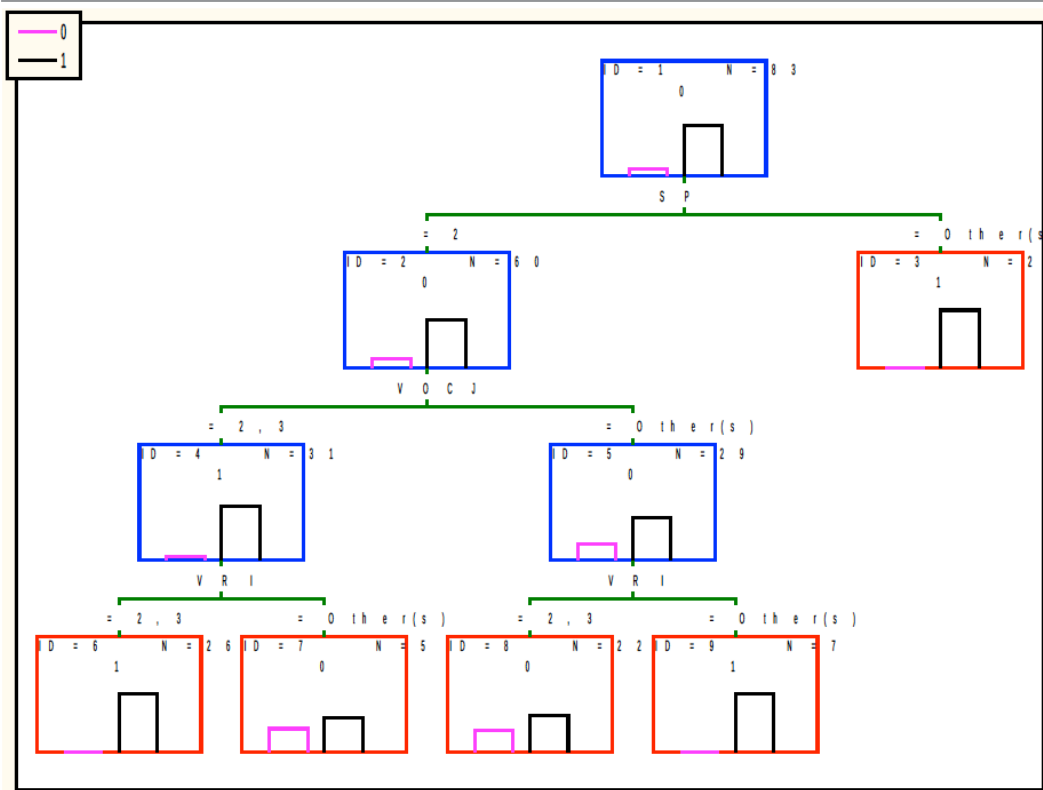 0
1
ID = 1 N = 83
0
SP
= 2
= Other(s
ID = 2 N = 60
0
ID = 3 N = 2
1
VOCJ
= 2,3
= Other(s)
ID = 4 N = 31
1
ID = 5 N = 29
0
VRI
VRI
= 2,3
= Other(s)
= 2,3
= Other(s)
ID = 6 N = 26
1
ID = 7 N = 5
0
ID = 8 N = 22
0
ID = 9 N = 7
1